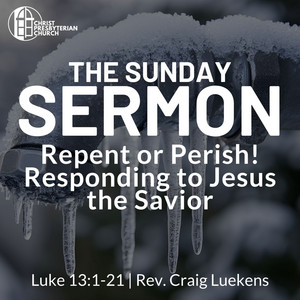 CHRIST
PRESBYTERIAN
CHURCH
THE SUNDAY
SERMON
Repent or Perish!
Responding to Jesus
the Savior
Luke 13:1-21 | Rev. Craig Luekens